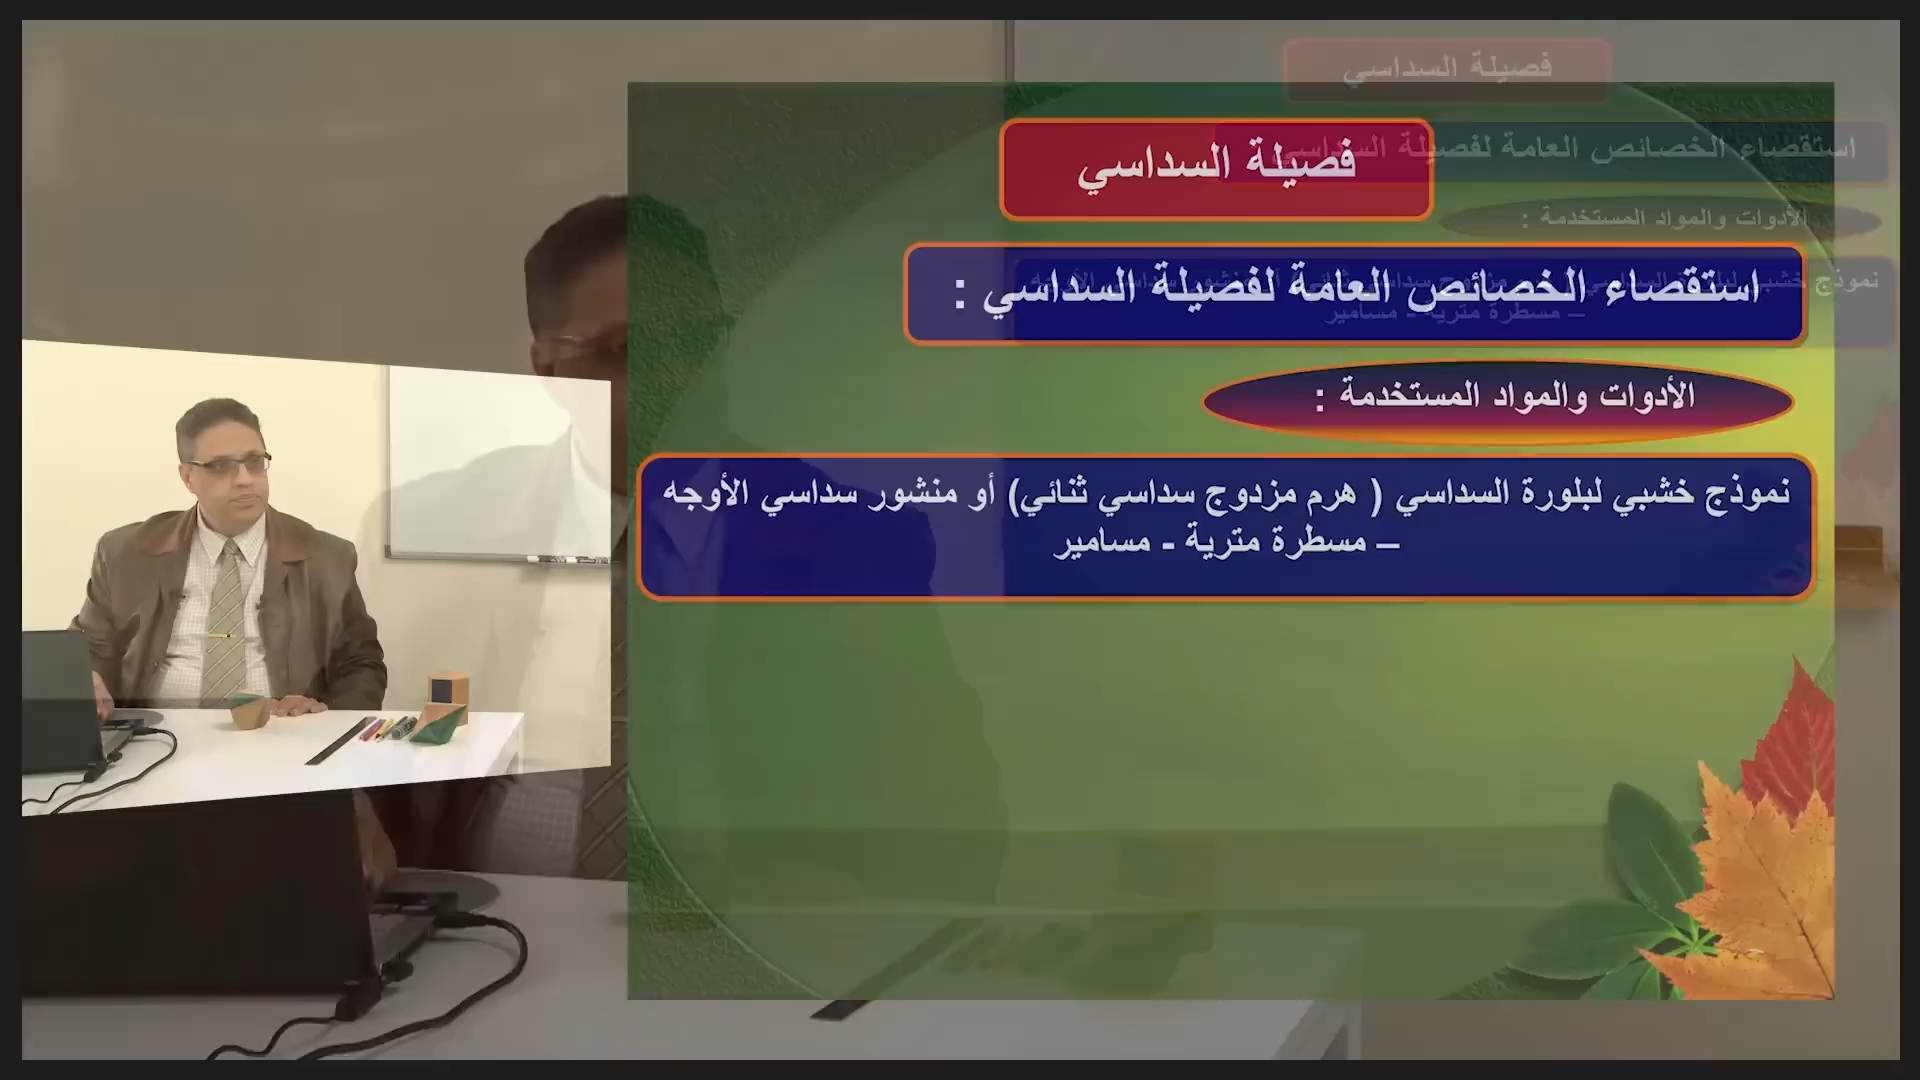 فصيلة السداسي
استقصاء الخصائص العامة لفصيلة السداسي :
الأدوات والمواد المستخدمة :
نموذج خشبي لبلورة السداسي ( هرم مزدوج سداسي ثنائي) أو منشور سداسي الأوجه
– مسطرة مترية - مسامير